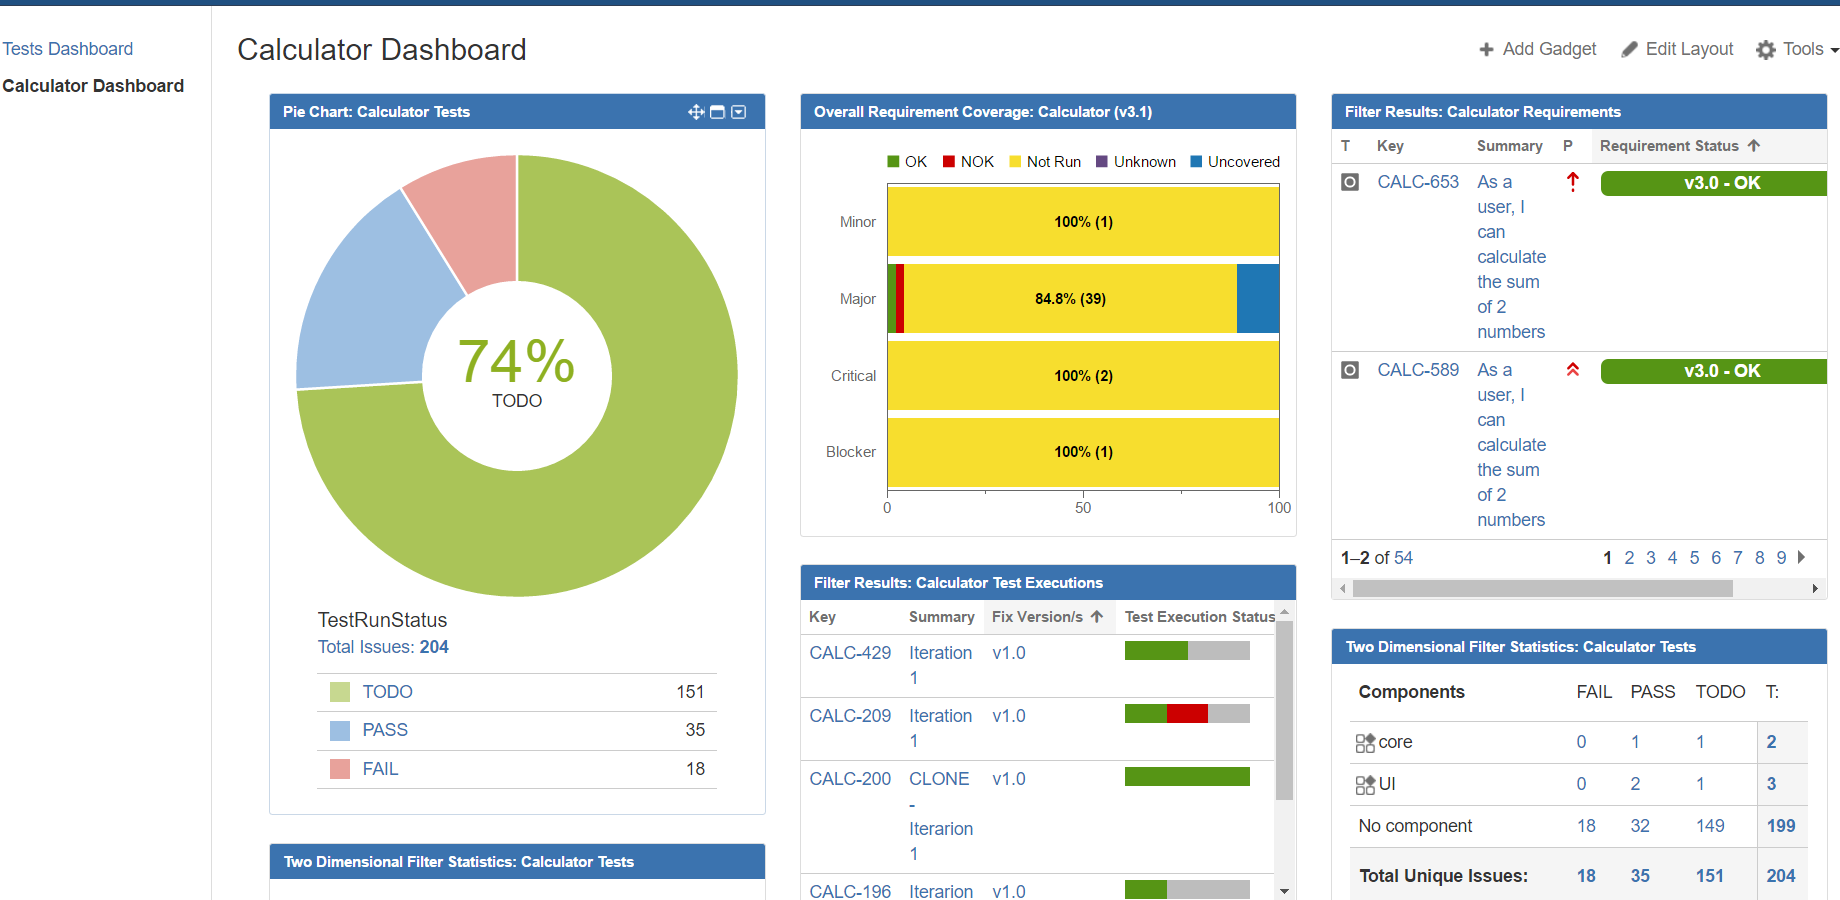 Tests Dashboard
Calculator Dashboard
Calculator Dashboard
Add Gadget
Edit Layout
Tools
Pie Chart: Calculator Tests
74%
TODO
TestRunStatus
Total Issues: 204
TODO 151
PASS 35
FAIL 18
Two Dimensional Filter Statistics: Calculator Tests
Overall Requirement Coverage: Calculator (v3.1)
OK NOK Not Run Unknown Uncovered
Minor 100% (1)
Major 84.8% (39)
Critical 100% (2)
Blocker 100% (1)
0 50 100
Filter Results: Calculator Test Executions
Key Summary Fix Version/s Test Execution Status
CALC-429 Iteration v1.0
1
CALC-209 Iteration v1.0
1
CALC-200 CLONE v1.0
-
Iterarion
1
CALC-196 Iterarion v1.0
Filter Results: Calculator Requirements
T Key Summary P Requirement Status
CALC-653 As a v3.0 - OK
user, I
can
calculate
the sum
of 2
numbers
CALC-589 As a v3.0 - OK
user, I
can
calculate
the sum
of 2
numbers
1–2 of 54 1 2 3 4 5 6 7 8 9
Two Dimensional Filter Statistics: Calculator Tests
Components FAIL PASS TODO T:
core 0 1 1 2
UI 0 2 1 3
No component 18 32 149 199
Total Unique Issues: 18 35 151 204